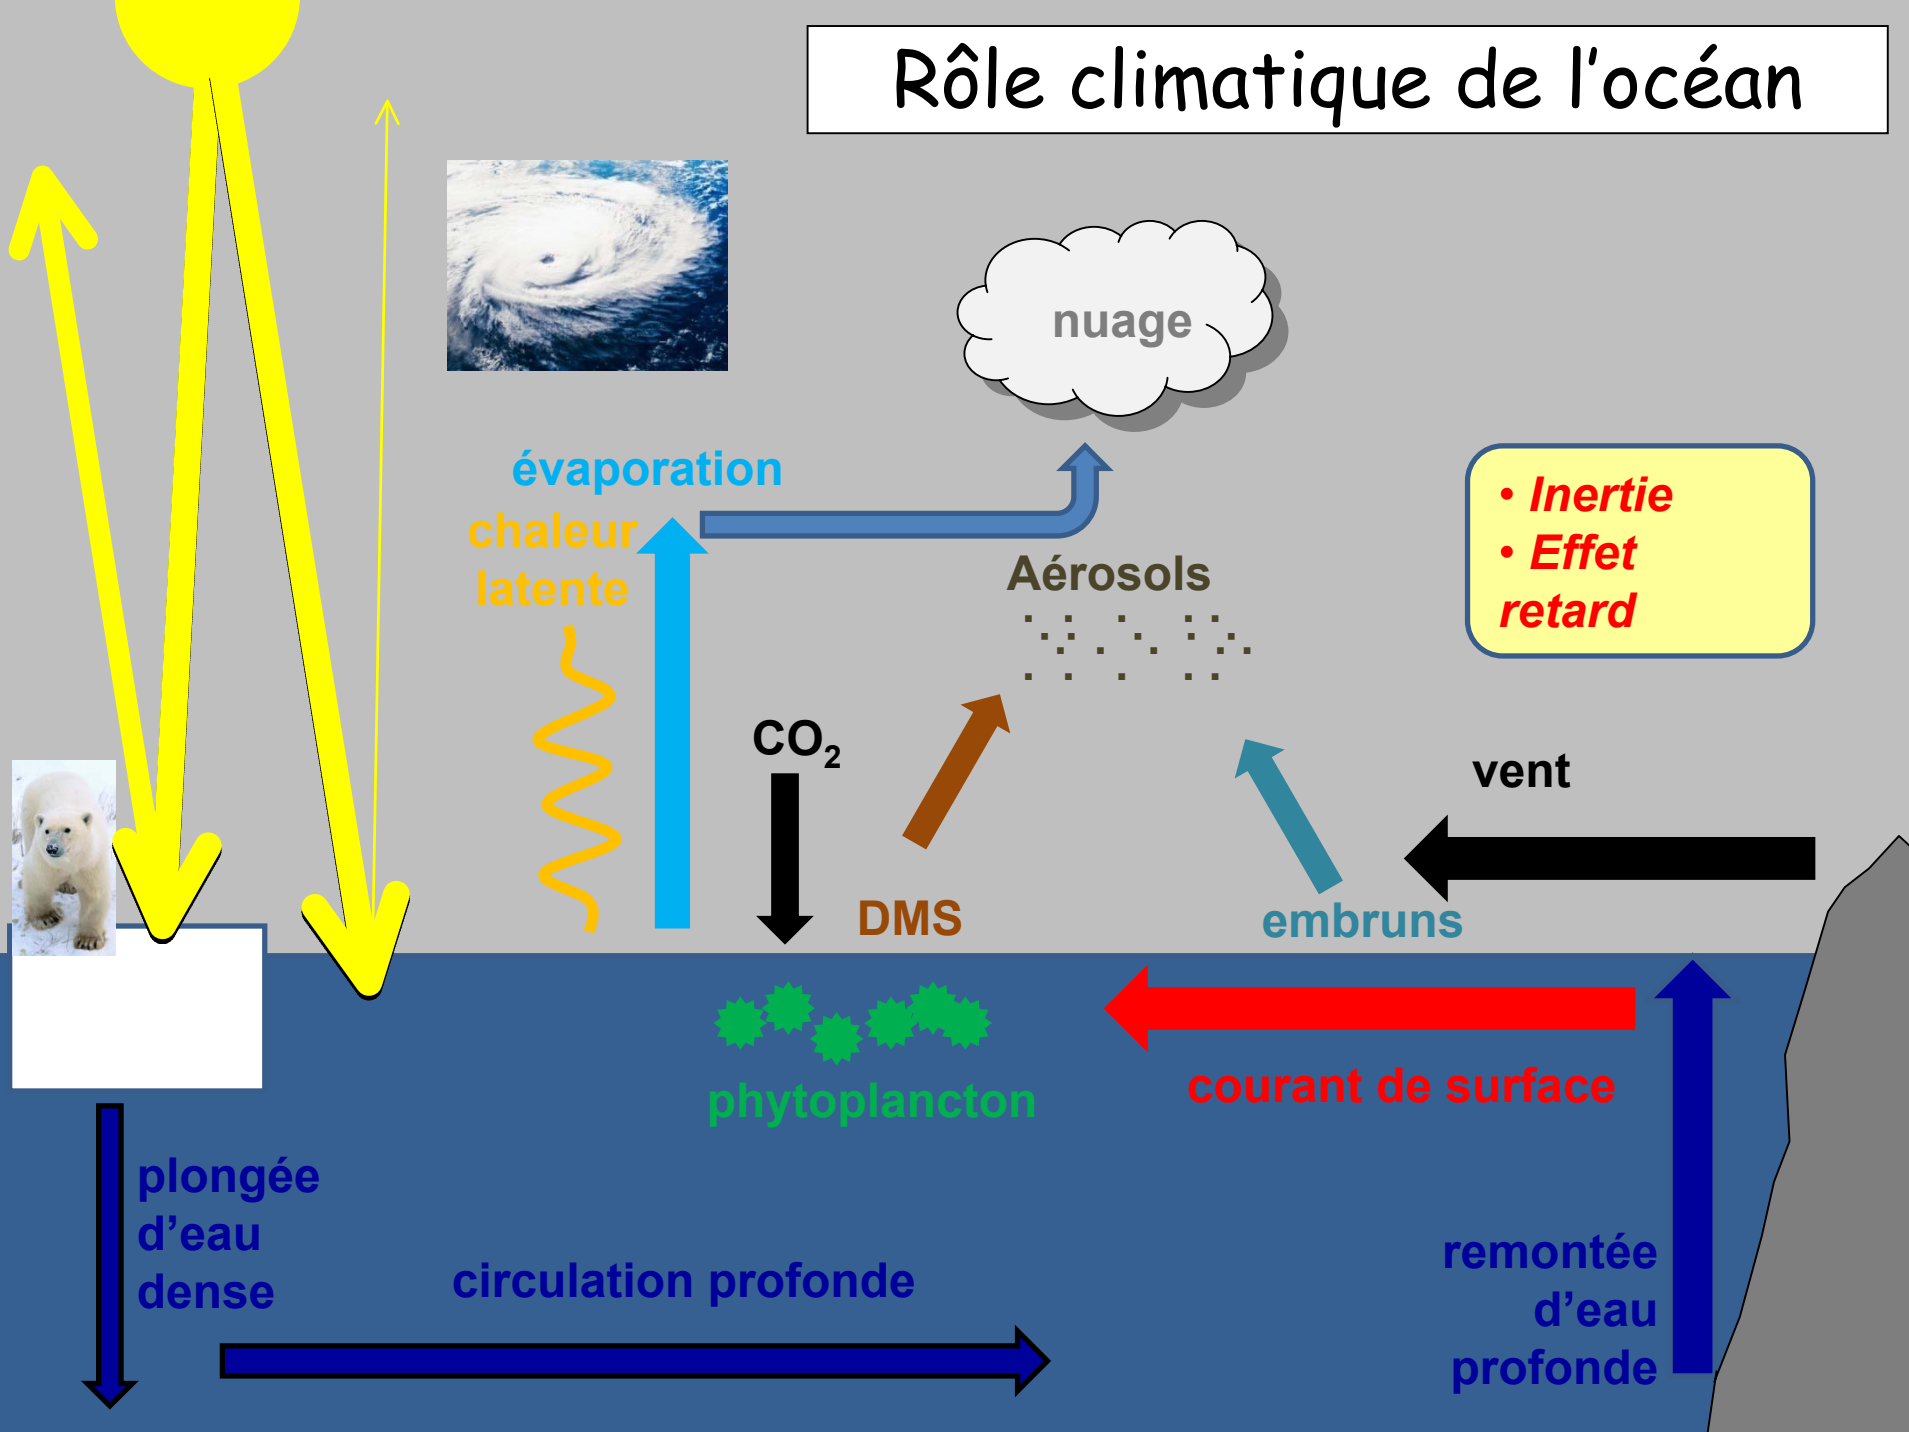 Rôle climatique de l’océan
nuage
évaporation
chaleur
latente
Aérosols
• Inertie
• Effet
retard
CO₂
vent
DMS
embruns
phytoplancton
courant de surface
plongée
d’eau
dense
circulation profonde
remontée
d’eau
profonde